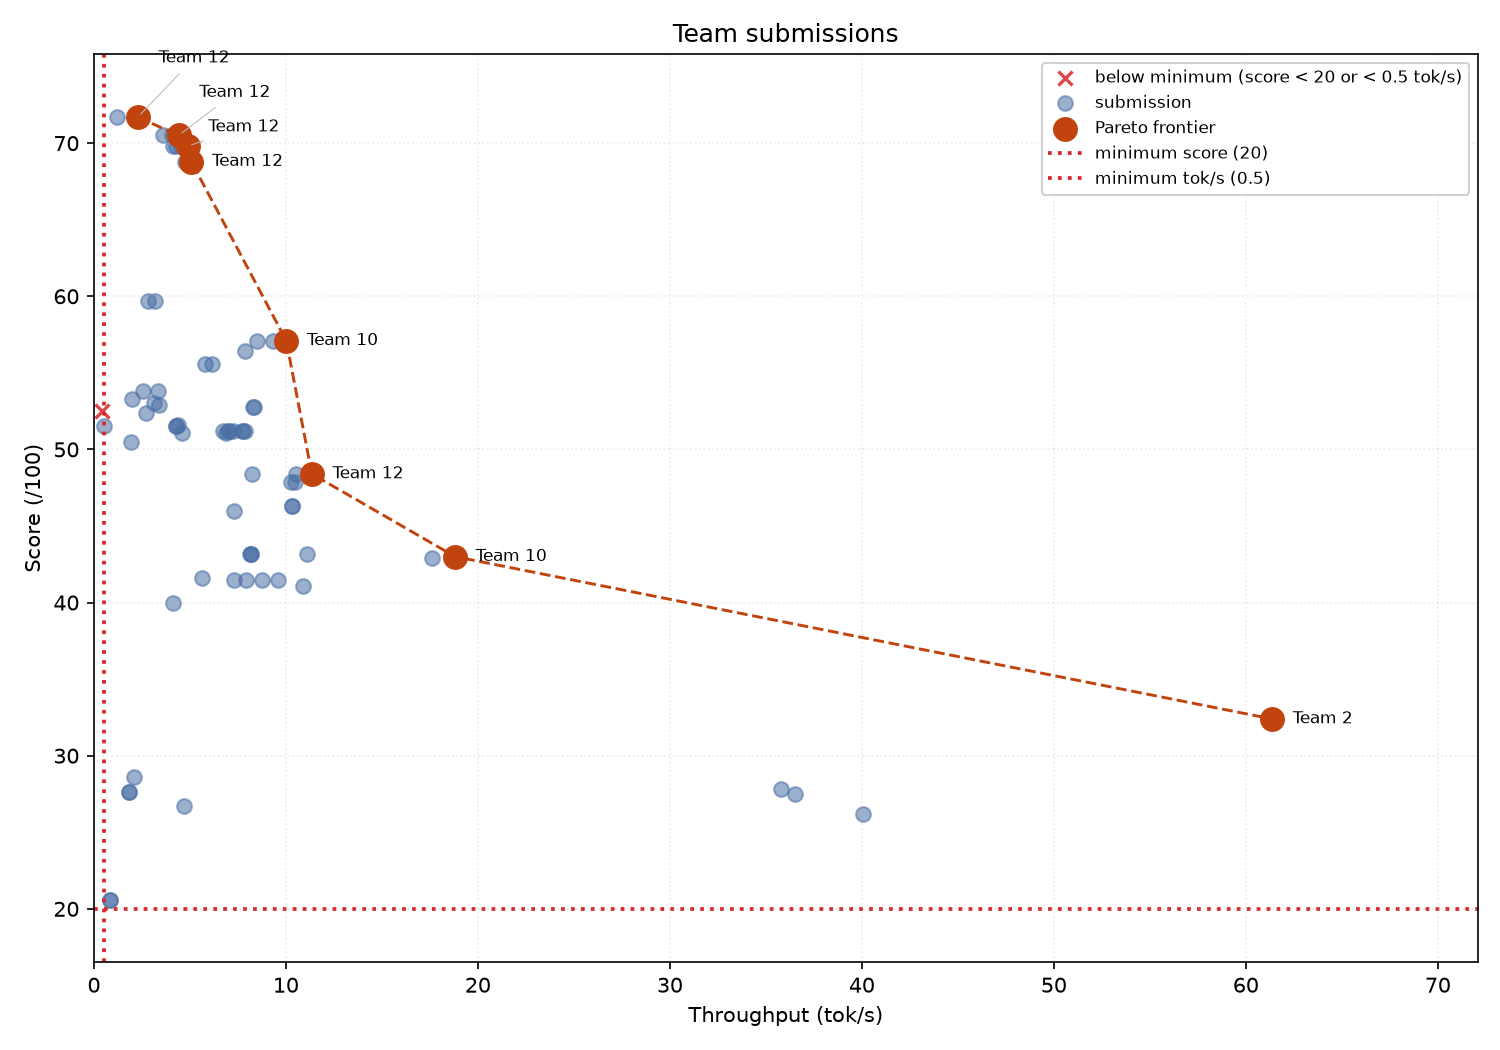 Team submissions
Team 12
Team 12
Team 12
Team 12
Team 10
Team 12
Team 10
Team 2
below minimum (score < 20 or < 0.5 tok/s)
submission
Pareto frontier
minimum score (20)
minimum tok/s (0.5)
70
60
50
40
30
20
Score (/100)
0 10 20 30 40 50 60 70
Throughput (tok/s)